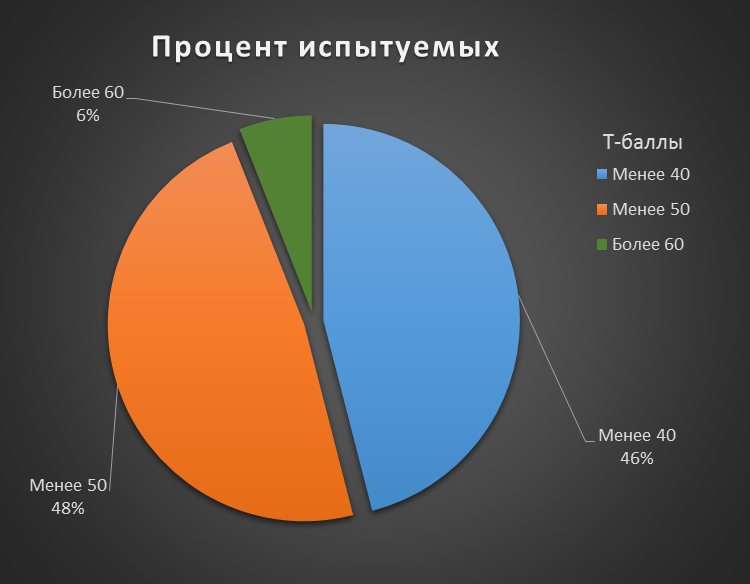 Процент испытуемых
Более 60
6%
Т-баллы
Менее 40
Менее 50
Более 60
Менее 40
46%
Менее 50
48%